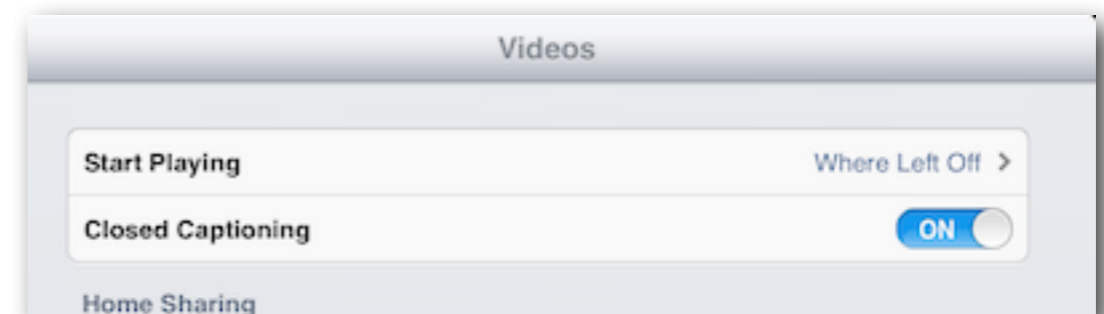 Videos
Start Playing Where Left Off >
Closed Captioning ON
Home Sharing